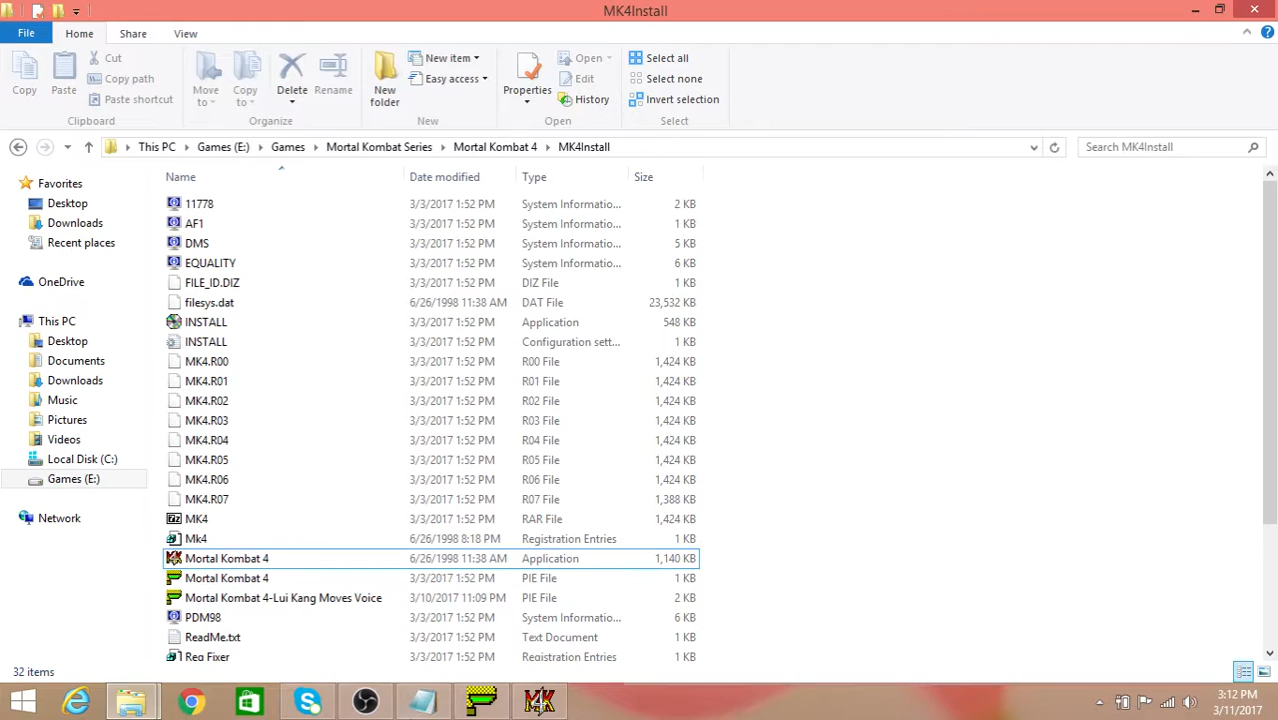 MK4Install
File Home Share View
Copy
Paste
Cut
Copy path
Paste shortcut
Clipboard
Move to
Copy to
Delete
Rename
Organize
New folder
New item
Easy access
New
Properties
Open
Edit
History
Open
Select all
Select none
Invert selection
Select
This PC Games (E:) Games Mortal Kombat Series Mortal Kombat 4 MK4Install
Search MK4Install
Favorites
Desktop
Downloads
Recent places
OneDrive
This PC
Desktop
Documents
Downloads
Music
Pictures
Videos
Local Disk (C:)
Games (E:)
Network
Name Date modified Type Size
11778 3/3/2017 1:52 PM System Informatio... 2 KB
AF1 3/3/2017 1:52 PM System Informatio... 1 KB
DMS 3/3/2017 1:52 PM System Informatio... 5 KB
EQUALITY 3/3/2017 1:52 PM System Informatio... 6 KB
FILE_ID.DIZ 3/3/2017 1:52 PM DIZ File 1 KB
filesys.dat 6/26/1998 11:38 AM DAT File 23,532 KB
INSTALL 3/3/2017 1:52 PM Application 548 KB
INSTALL 3/3/2017 1:52 PM Configuration sett... 1 KB
MK4.R00 3/3/2017 1:52 PM R00 File 1,424 KB
MK4.R01 3/3/2017 1:52 PM R01 File 1,424 KB
MK4.R02 3/3/2017 1:52 PM R02 File 1,424 KB
MK4.R03 3/3/2017 1:52 PM R03 File 1,424 KB
MK4.R04 3/3/2017 1:52 PM R04 File 1,424 KB
MK4.R05 3/3/2017 1:52 PM R05 File 1,424 KB
MK4.R06 3/3/2017 1:52 PM R06 File 1,424 KB
MK4.R07 3/3/2017 1:52 PM R07 File 1,388 KB
MK4 3/3/2017 1:52 PM RAR File 1,424 KB
Mk4 6/26/1998 8:18 PM Registration Entries 1 KB
Mortal Kombat 4 6/26/1998 11:38 AM Application 1,140 KB
Mortal Kombat 4 3/3/2017 1:52 PM PIE File 1 KB
Mortal Kombat 4-Lui Kang Moves Voice 3/10/2017 11:09 PM PIE File 2 KB
PDM98 3/3/2017 1:52 PM System Informatio... 6 KB
ReadMe.txt 3/3/2017 1:52 PM Text Document 1 KB
Reg Fixer 3/3/2017 1:52 PM Registration Entries 1 KB
32 items
3:12 PM
3/11/2017